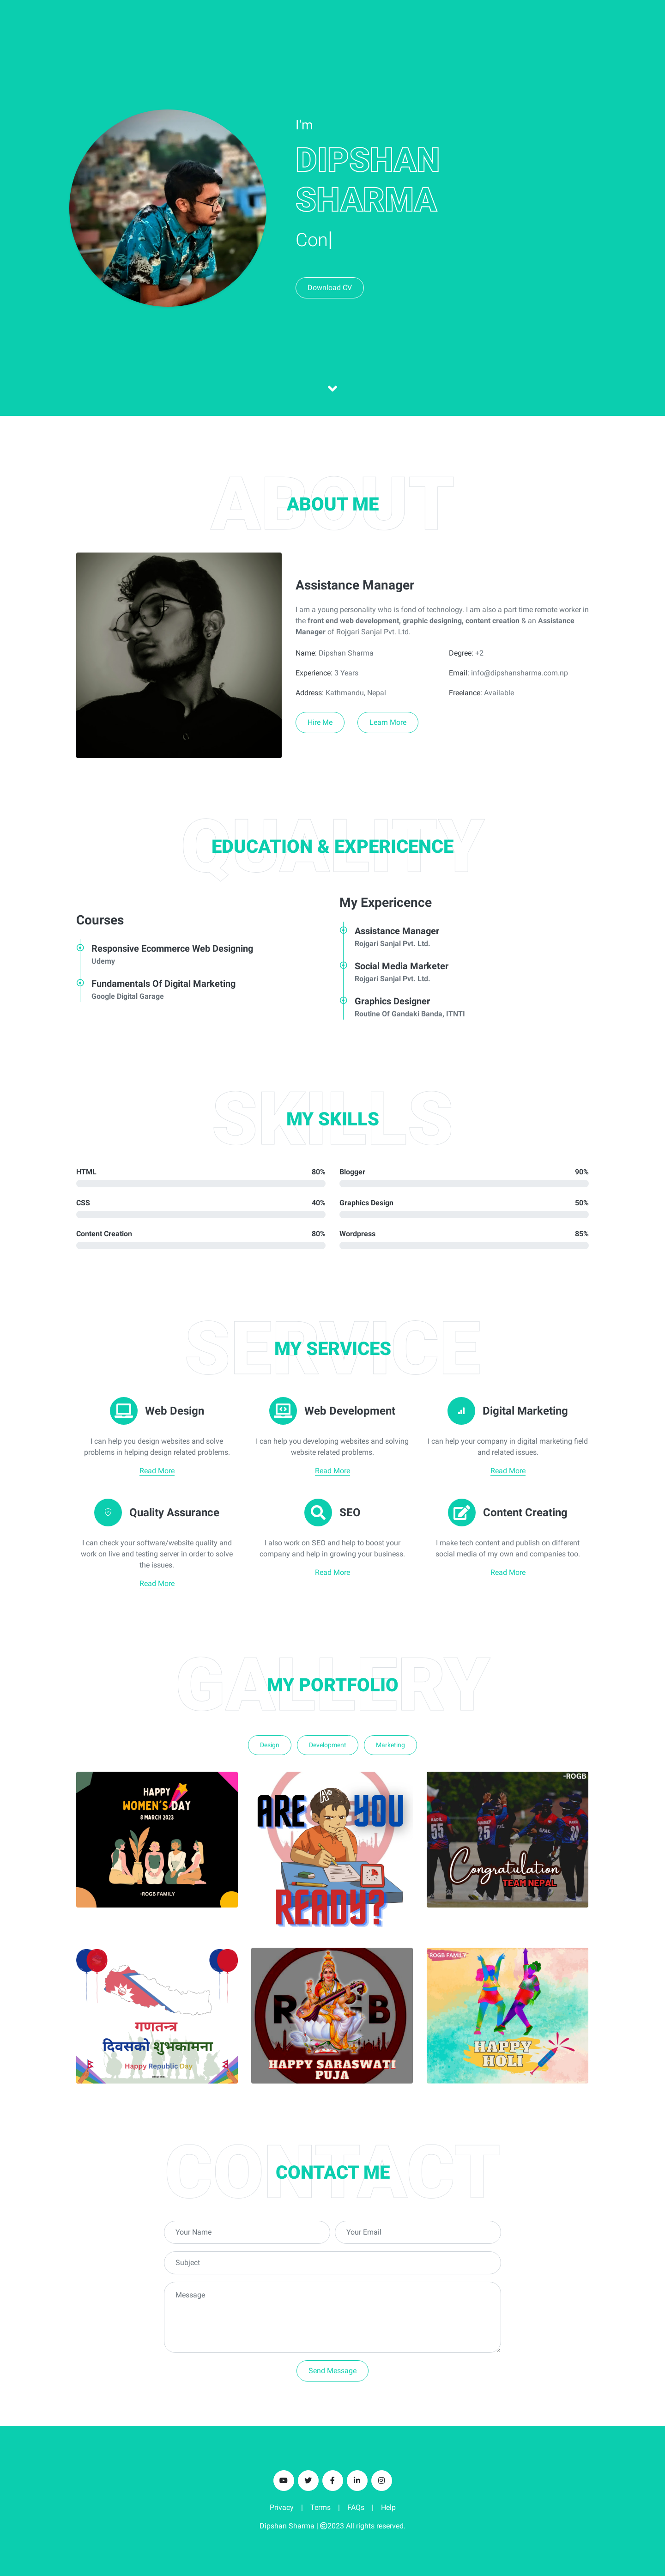 I'm
DIPSHAN
SHARMA
Con
Download CV
ABOUT
ABOUT ME
Assistance Manager
I am a young personality who is fond of technology. I am also a part time remote worker in
the front end web development, graphic designing, content creation & an Assistance
Manager of Rojgari Sanjal Pvt. Ltd.
Name: Dipshan Sharma
Degree: +2
Experience: 3 Years
Email: info@dipshansharma.com.np
Address: Kathmandu, Nepal
Freelance: Available
Hire Me
Learn More
QUALITY
EDUCATION & EXPERICENCE
Courses
Responsive Ecommerce Web Designing
Udemy
Fundamentals Of Digital Marketing
Google Digital Garage
My Expericence
Assistance Manager
Rojgari Sanjal Pvt. Ltd.
Social Media Marketer
Rojgari Sanjal Pvt. Ltd.
Graphics Designer
Routine Of Gandaki Banda, ITNTI
SKILLS
MY SKILLS
HTML 80%
Blogger 90%
CSS 40%
Graphics Design 50%
Content Creation 80%
Wordpress 85%
SERVICE
MY SERVICES
Web Design
I can help you design websites and solve
problems in helping design related problems.
Read More
Web Development
I can help you developing websites and solving
website related problems.
Read More
Digital Marketing
I can help your company in digital marketing field
and related issues.
Read More
Quality Assurance
I can check your software/website quality and
work on live and testing server in order to solve
the issues.
Read More
SEO
I also work on SEO and help to boost your
company and help in growing your business.
Read More
Content Creating
I make tech content and publish on different
social media of my own and companies too.
Read More
GALLERY
MY PORTFOLIO
Design
Development
Marketing
HAPPY
WOMEN'S DAY
8 MARCH 2023
-ROGB FAMILY
A+
ARE YOU
READY?
-ROGB
55
25
24
Congratulation
TEAM NEPAL
गणतन्त्र
दिवसको शुभकामना
Happy Republic Day
HAPPY SARASWATI
PUJA
ROGB FAMILY
HAPPY
HOLI
CONTACT
CONTACT ME
Your Name
Your Email
Subject
Message
Send Message
Privacy | Terms | FAQs | Help
Dipshan Sharma | ©2023 All rights reserved.